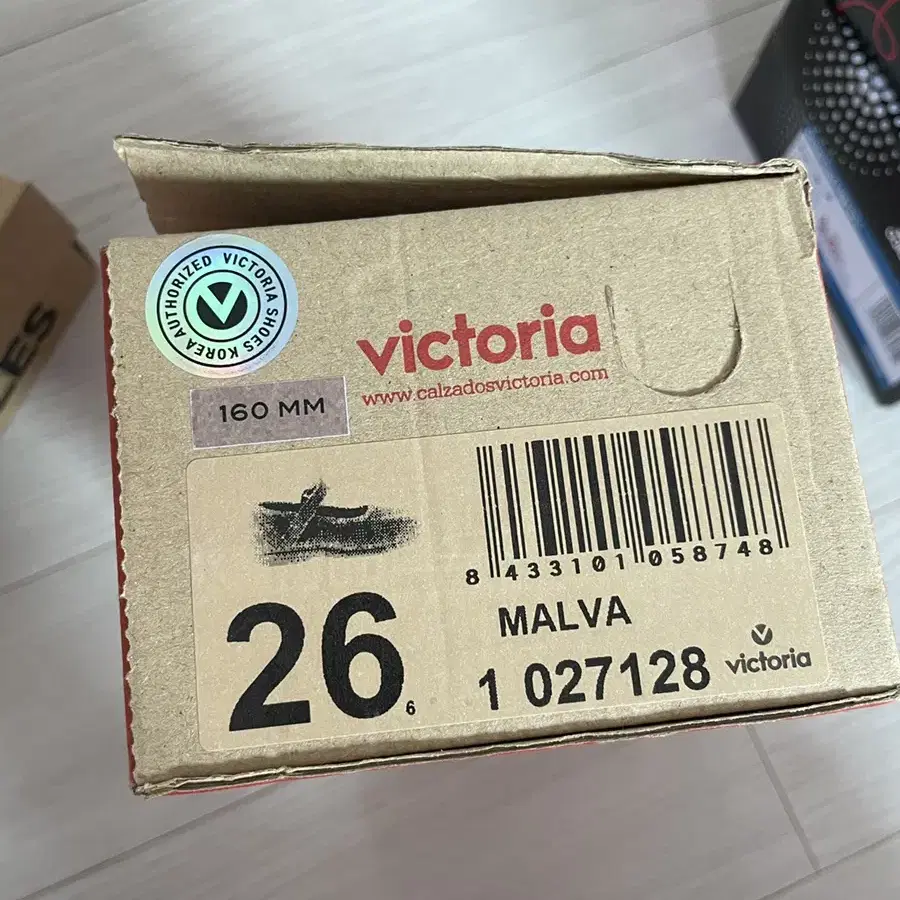 AUTHORIZED VICTORIA SHOES KOREA
victoria
www.calzadosvictoria.com
160 MM
8 433101 058748
26
6
MALVA
1 027128
victoria